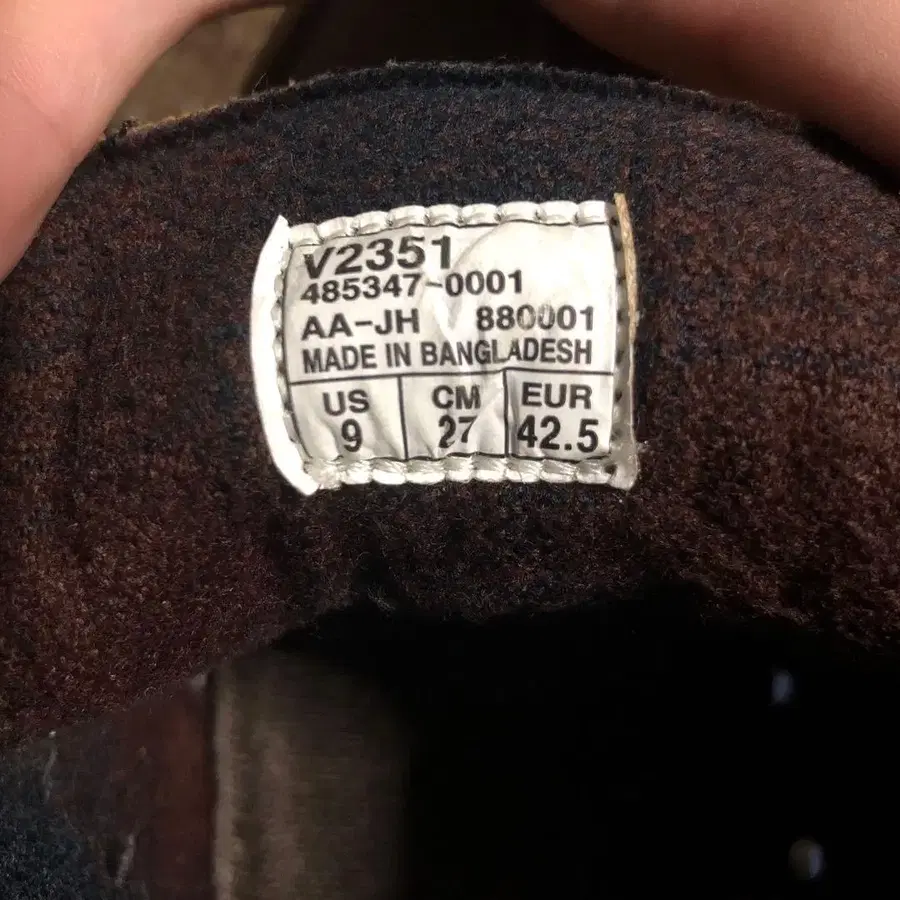 V2351
485347-0001
AA-JH 880001
MADE IN BANGLADESH
US CM EUR
9 27 42.5